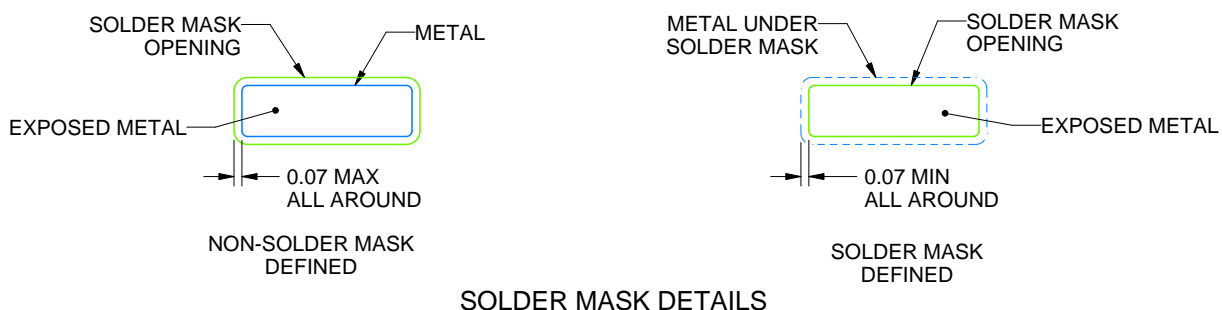 SOLDER MASK
OPENING
METAL
EXPOSED METAL
0.07 MAX
ALL AROUND
NON-SOLDER MASK
DEFINED
METAL UNDER
SOLDER MASK
SOLDER MASK
OPENING
EXPOSED METAL
0.07 MIN
ALL AROUND
SOLDER MASK
DEFINED
SOLDER MASK DETAILS